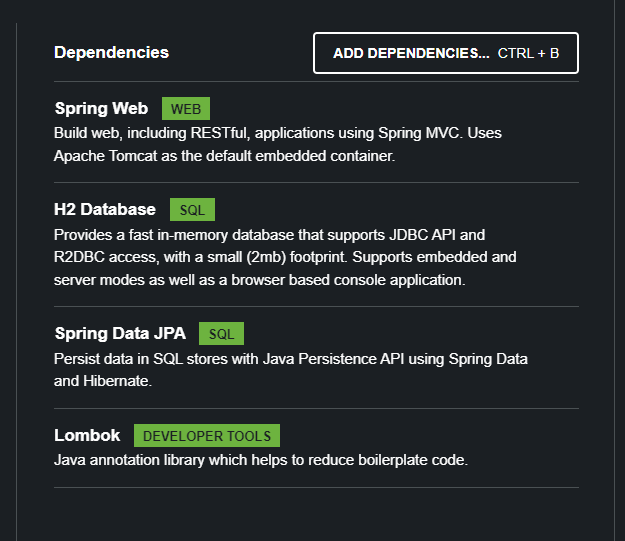 Dependencies
ADD DEPENDENCIES... CTRL + B
Spring Web WEB
Build web, including RESTful, applications using Spring MVC. Uses
Apache Tomcat as the default embedded container.
H2 Database SQL
Provides a fast in-memory database that supports JDBC API and
R2DBC access, with a small (2mb) footprint. Supports embedded and
server modes as well as a browser based console application.
Spring Data JPA SQL
Persist data in SQL stores with Java Persistence API using Spring Data
and Hibernate.
Lombok DEVELOPER TOOLS
Java annotation library which helps to reduce boilerplate code.